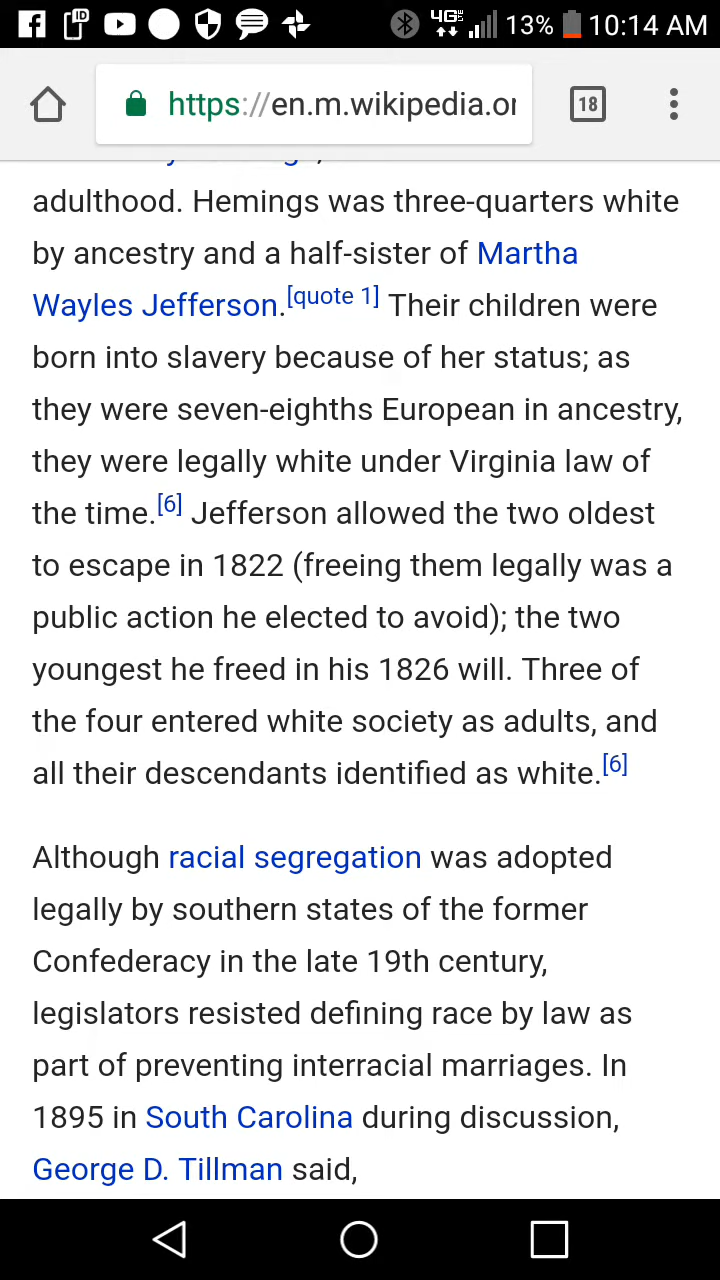 ID
4G LTE 13% 10:14 AM
https://en.m.wikipedia.or
18
adulthood. Hemings was three-quarters white
by ancestry and a half-sister of Martha
Wayles Jefferson.[quote 1] Their children were
born into slavery because of her status; as
they were seven-eighths European in ancestry,
they were legally white under Virginia law of
the time.[6] Jefferson allowed the two oldest
to escape in 1822 (freeing them legally was a
public action he elected to avoid); the two
youngest he freed in his 1826 will. Three of
the four entered white society as adults, and
all their descendants identified as white.[6]
Although racial segregation was adopted
legally by southern states of the former
Confederacy in the late 19th century,
legislators resisted defining race by law as
part of preventing interracial marriages. In
1895 in South Carolina during discussion,
George D. Tillman said,